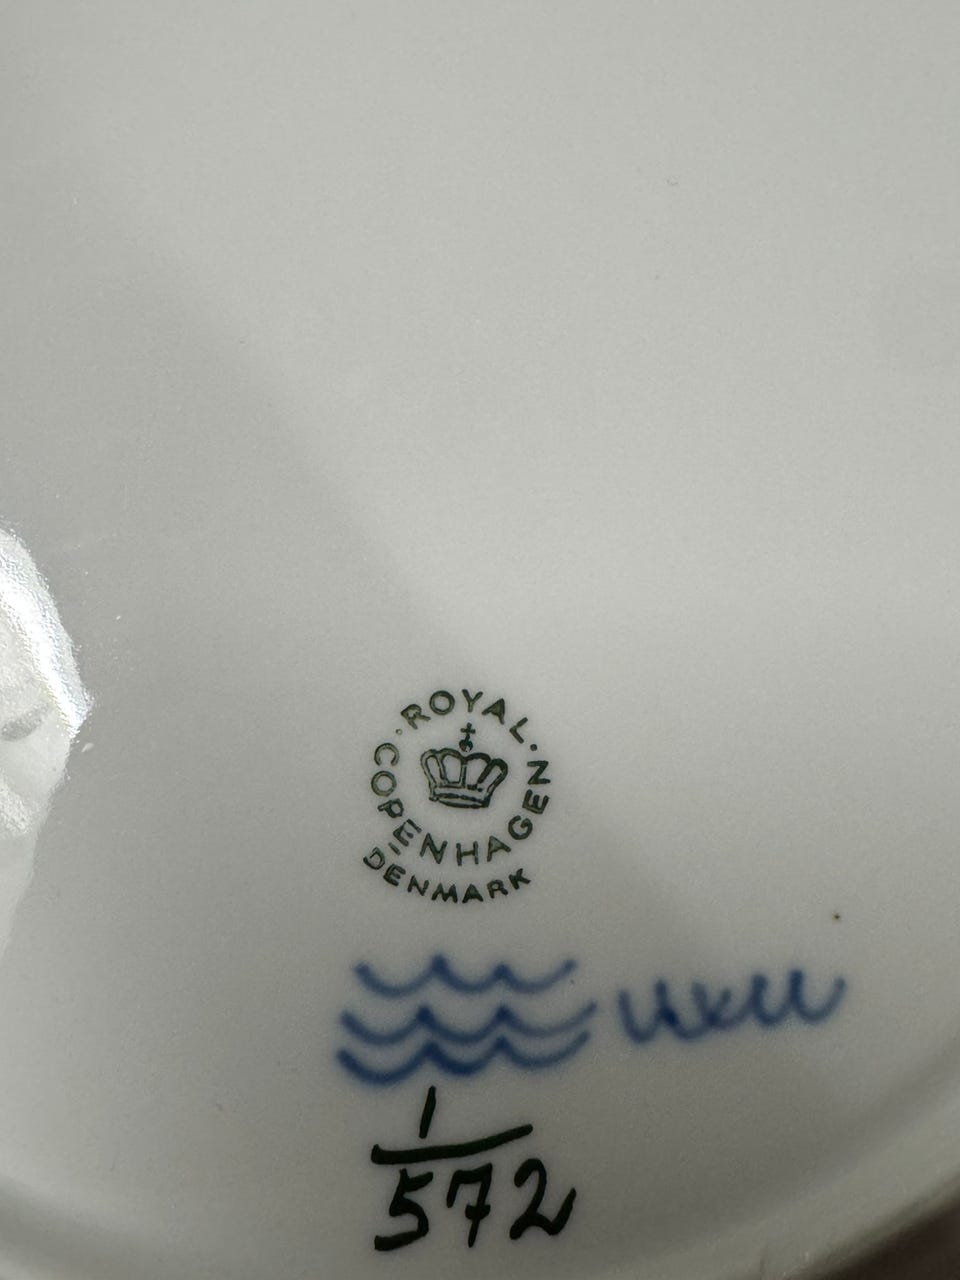 ROYAL
COPENHAGEN
DENMARK
1/572